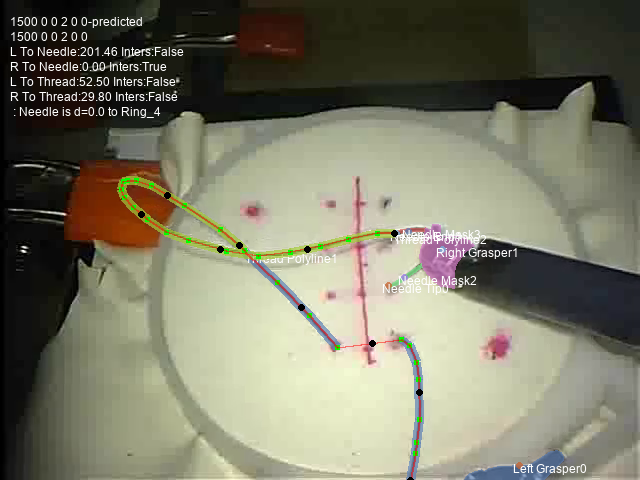 1500 0 0 2 0 0-predicted
1500 0 0 2 0 0
L To Needle:201.46 Inters:False
R To Needle:0.00 Inters:True
L To Thread:52.50 Inters:False
R To Thread:29.80 Inters:False
: Needle is d=0.0 to Ring_4
Needle Mask3
Thread Polyline2
Right Grasper1
Thread Polyline1
Needle Mask2
Needle Tip0
Left Grasper0